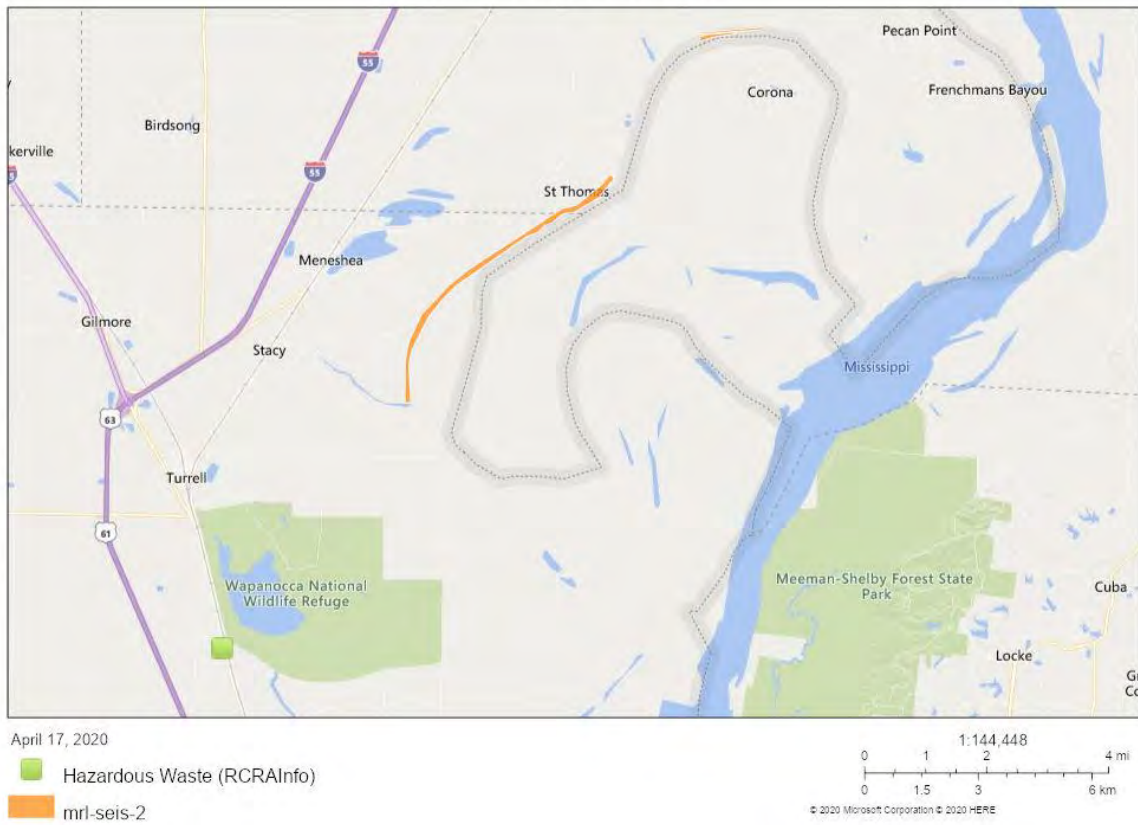 Pecan Point
55
Corona
Frenchmans Bayou
Birdsong
kerville
55
St Thomas
Meneshea
Gilmore
Stacy
Mississippi
63
Turrell
61
Wapanocca National
Wildlife Refuge
Meeman-Shelby Forest State
Park
Cuba
Locke
April 17, 2020
Hazardous Waste (RCRAInfo)
mrl-seis-2
1:144,448
0 1 2 4 mi
0 1.5 3 6 km
© 2020 Microsoft Corporation © 2020 HERE